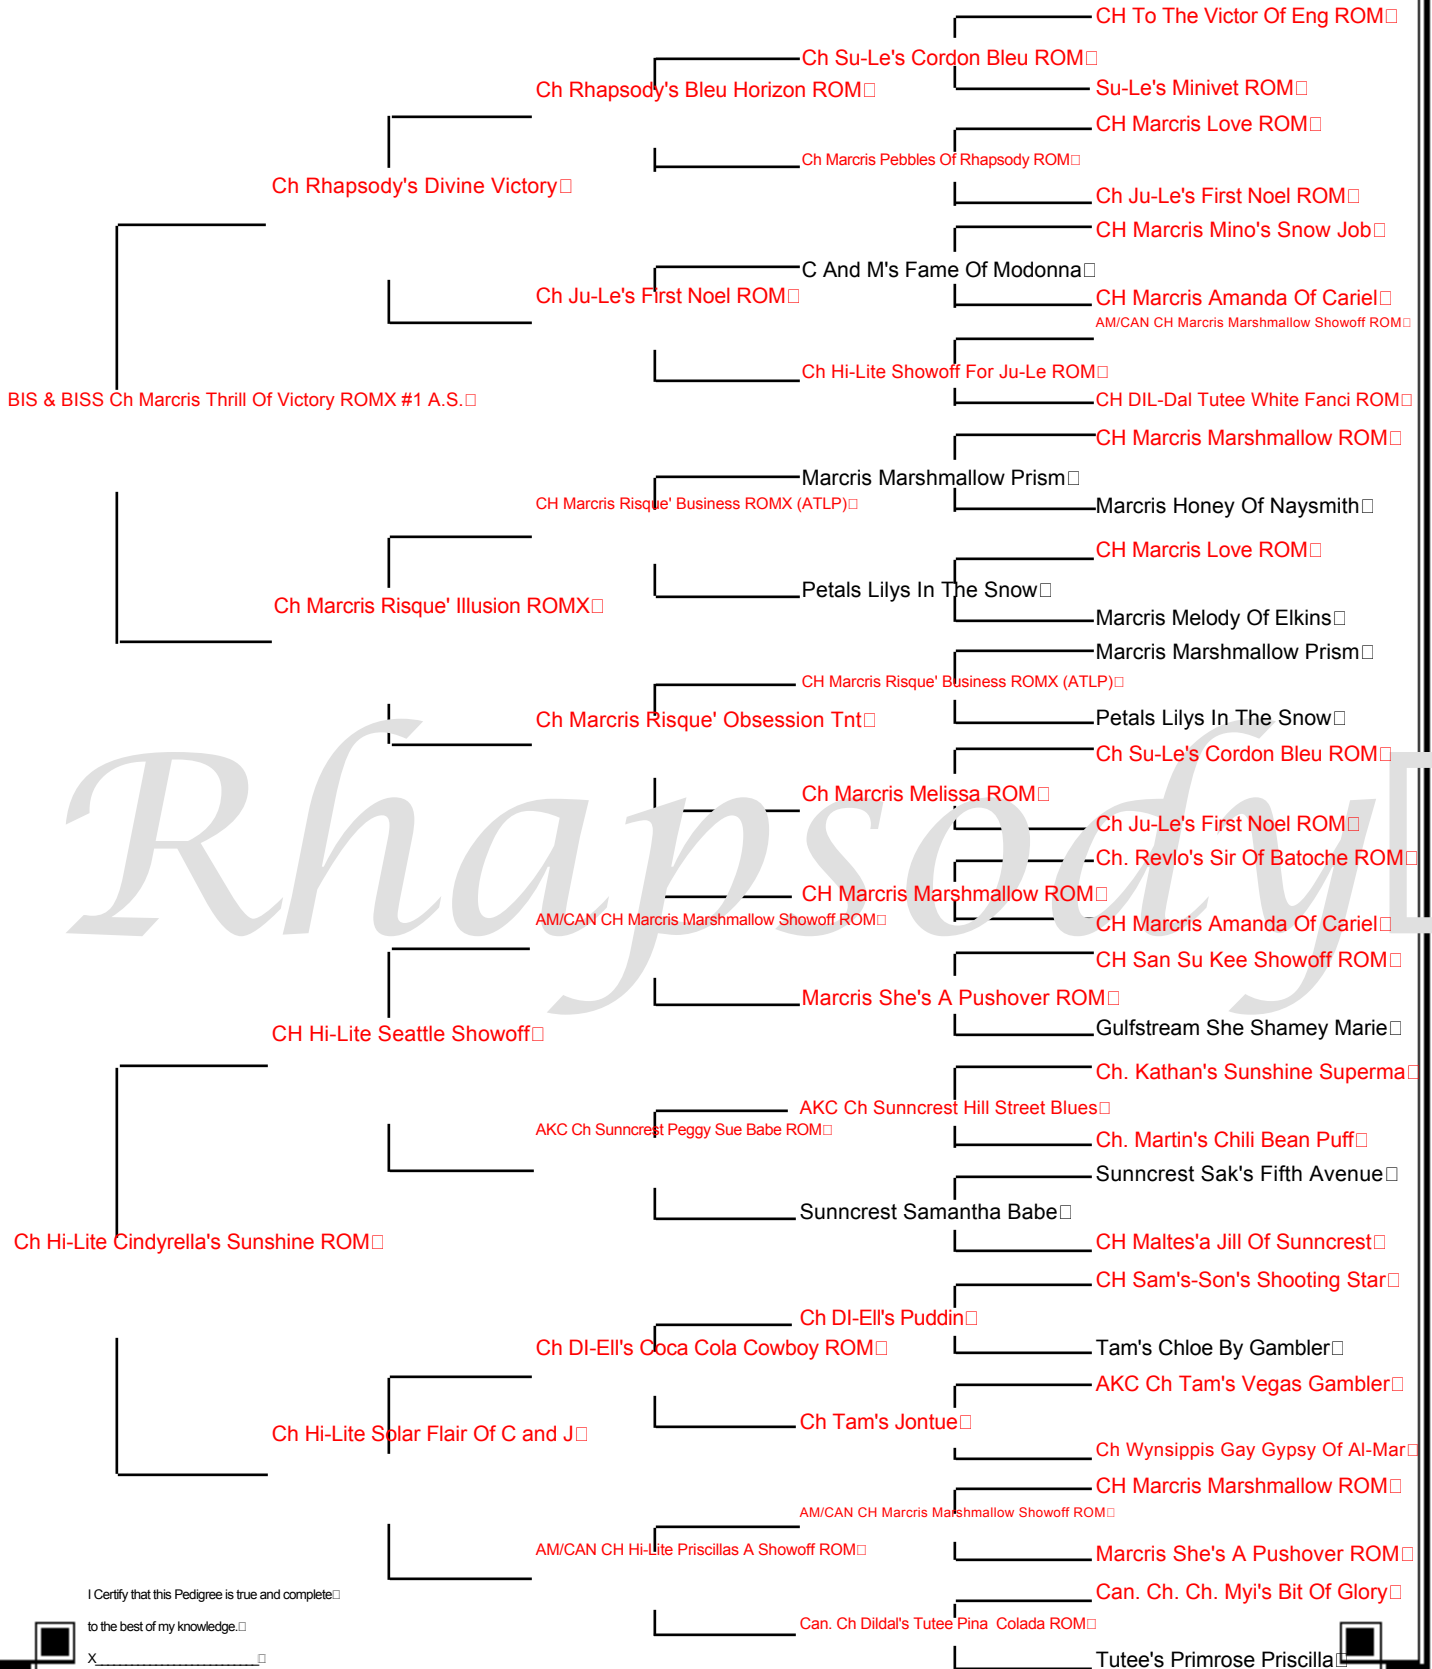 CH To The Victor Of Eng ROM
Ch Su-Le's Cordon Bleu ROM
Ch Rhapsody's Bleu Horizon ROM
Su-Le's Minivet ROM
CH Marcris Love ROM
Ch Marcris Pebbles Of Rhapsody ROM
Ch Rhapsody's Divine Victory
Ch Ju-Le's First Noel ROM
CH Marcris Mino's Snow Job
C And M's Fame Of Modonna
Ch Ju-Le's First Noel ROM
CH Marcris Amanda Of Cariel
AM/CAN CH Marcris Marshmallow Showoff ROM
Ch Hi-Lite Showoff For Ju-Le ROM
BIS & BISS Ch Marcris Thrill Of Victory ROMX #1 A.S.
CH DIL-Dal Tutee White Fanci ROM
CH Marcris Marshmallow ROM
Marcris Marshmallow Prism
CH Marcris Risque' Business ROMX (ATLP)
Marcris Honey Of Naysmith
CH Marcris Love ROM
Petals Lilys In The Snow
Ch Marcris Risque' Illusion ROMX
Marcris Melody Of Elkins
Marcris Marshmallow Prism
CH Marcris Risque' Business ROMX (ATLP)
Ch Marcris Risque' Obsession Tnt
Petals Lilys In The Snow
Ch Su-Le's Cordon Bleu ROM
Ch Marcris Melissa ROM
Ch Ju-Le's First Noel ROM
Rhapsody
Ch. Revlo's Sir Of Batoche ROM
CH Marcris Marshmallow ROM
AM/CAN CH Marcris Marshmallow Showoff ROM
CH Marcris Amanda Of Cariel
CH San Su Kee Showoff ROM
Marcris She's A Pushover ROM
CH Hi-Lite Seattle Showoff
Gulfstream She Shamey Marie
Ch. Kathan's Sunshine Superma
AKC Ch Sunncrest Hill Street Blues
AKC Ch Sunncrest Peggy Sue Babe ROM
Ch. Martin's Chili Bean Puff
Sunncrest Sak's Fifth Avenue
Sunncrest Samantha Babe
Ch Hi-Lite Cindyrella's Sunshine ROM
CH Maltes'a Jill Of Sunncrest
CH Sam's-Son's Shooting Star
Ch DI-Ell's Puddin
Ch DI-Ell's Coca Cola Cowboy ROM
Tam's Chloe By Gambler
AKC Ch Tam's Vegas Gambler
Ch Tam's Jontue
Ch Hi-Lite Solar Flair Of C and J
Ch Wynsippis Gay Gypsy Of Al-Mar
CH Marcris Marshmallow ROM
AM/CAN CH Marcris Marshmallow Showoff ROM
AM/CAN CH Hi-Lite Priscillas A Showoff ROM
Marcris She's A Pushover ROM
Can. Ch. Ch. Myi's Bit Of Glory
Can. Ch Dildal's Tutee Pina Colada ROM
Tutee's Primrose Priscilla
I Certify that this Pedigree is true and complete
to the best of my knowledge.
X